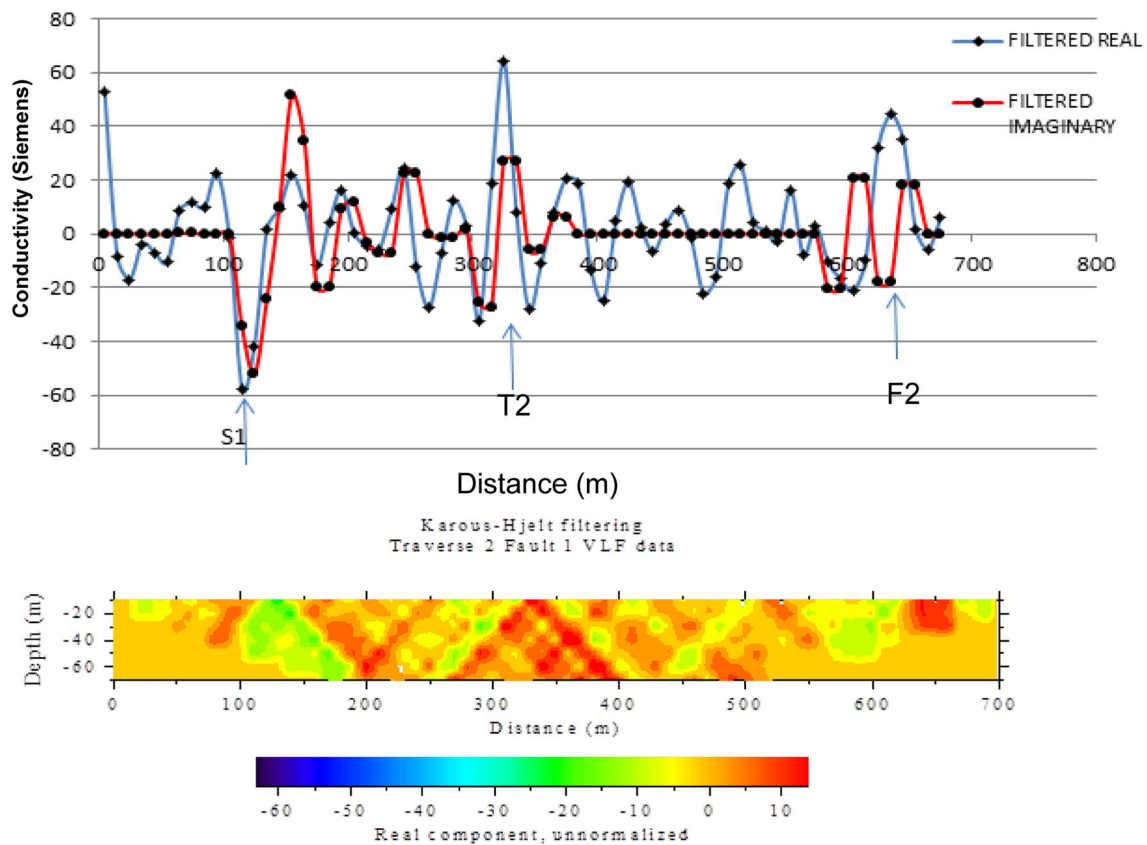 80
60
40
20
0
-20
-40
-60
-80
Conductivity (Siemens)
FILTERED REAL
FILTERED
IMAGINARY
0 100 200 300 400 500 600 700 800
S1
T2
F2
Distance (m)
Karous-Hjelt filtering
Traverse 2 Fault 1 VLF data
Depth (m)
-20
-40
-60
0 100 200 300 400 500 600 700
Distance (m)
-60 -50 -40 -30 -20 -10 0 10
Real component, unnormalized